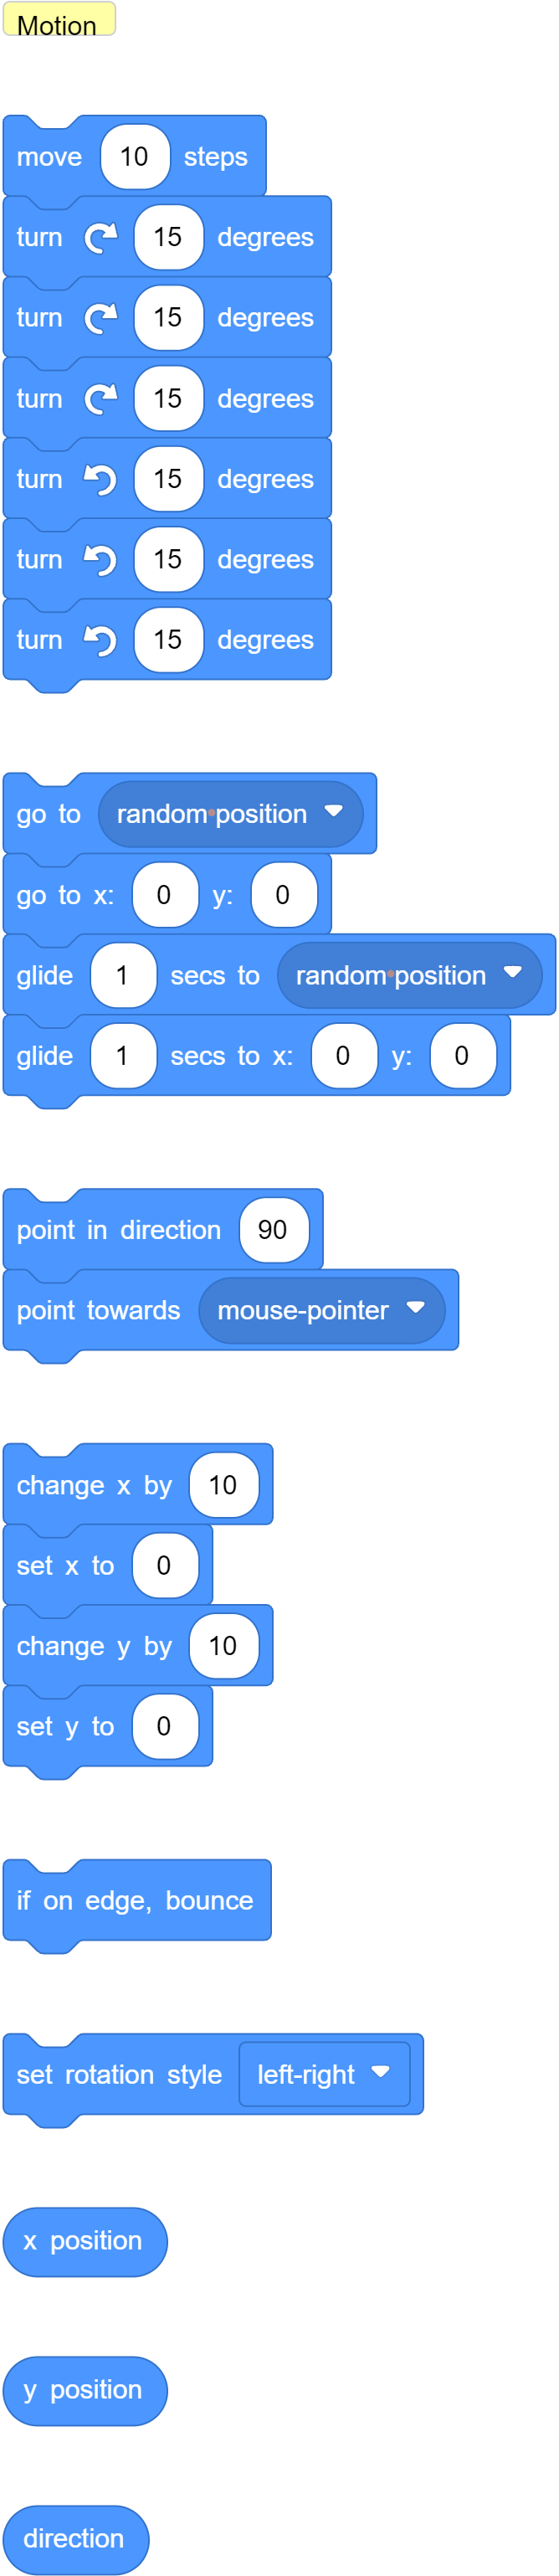 Motion
move 10 steps
turn 15 degrees
turn 15 degrees
turn 15 degrees
turn 15 degrees
turn 15 degrees
turn 15 degrees
go to random position
go to x: 0 y: 0
glide 1 secs to random position
glide 1 secs to x: 0 y: 0
point in direction 90
point towards mouse-pointer
change x by 10
set x to 0
change y by 10
set y to 0
if on edge, bounce
set rotation style left-right
x position
y position
direction